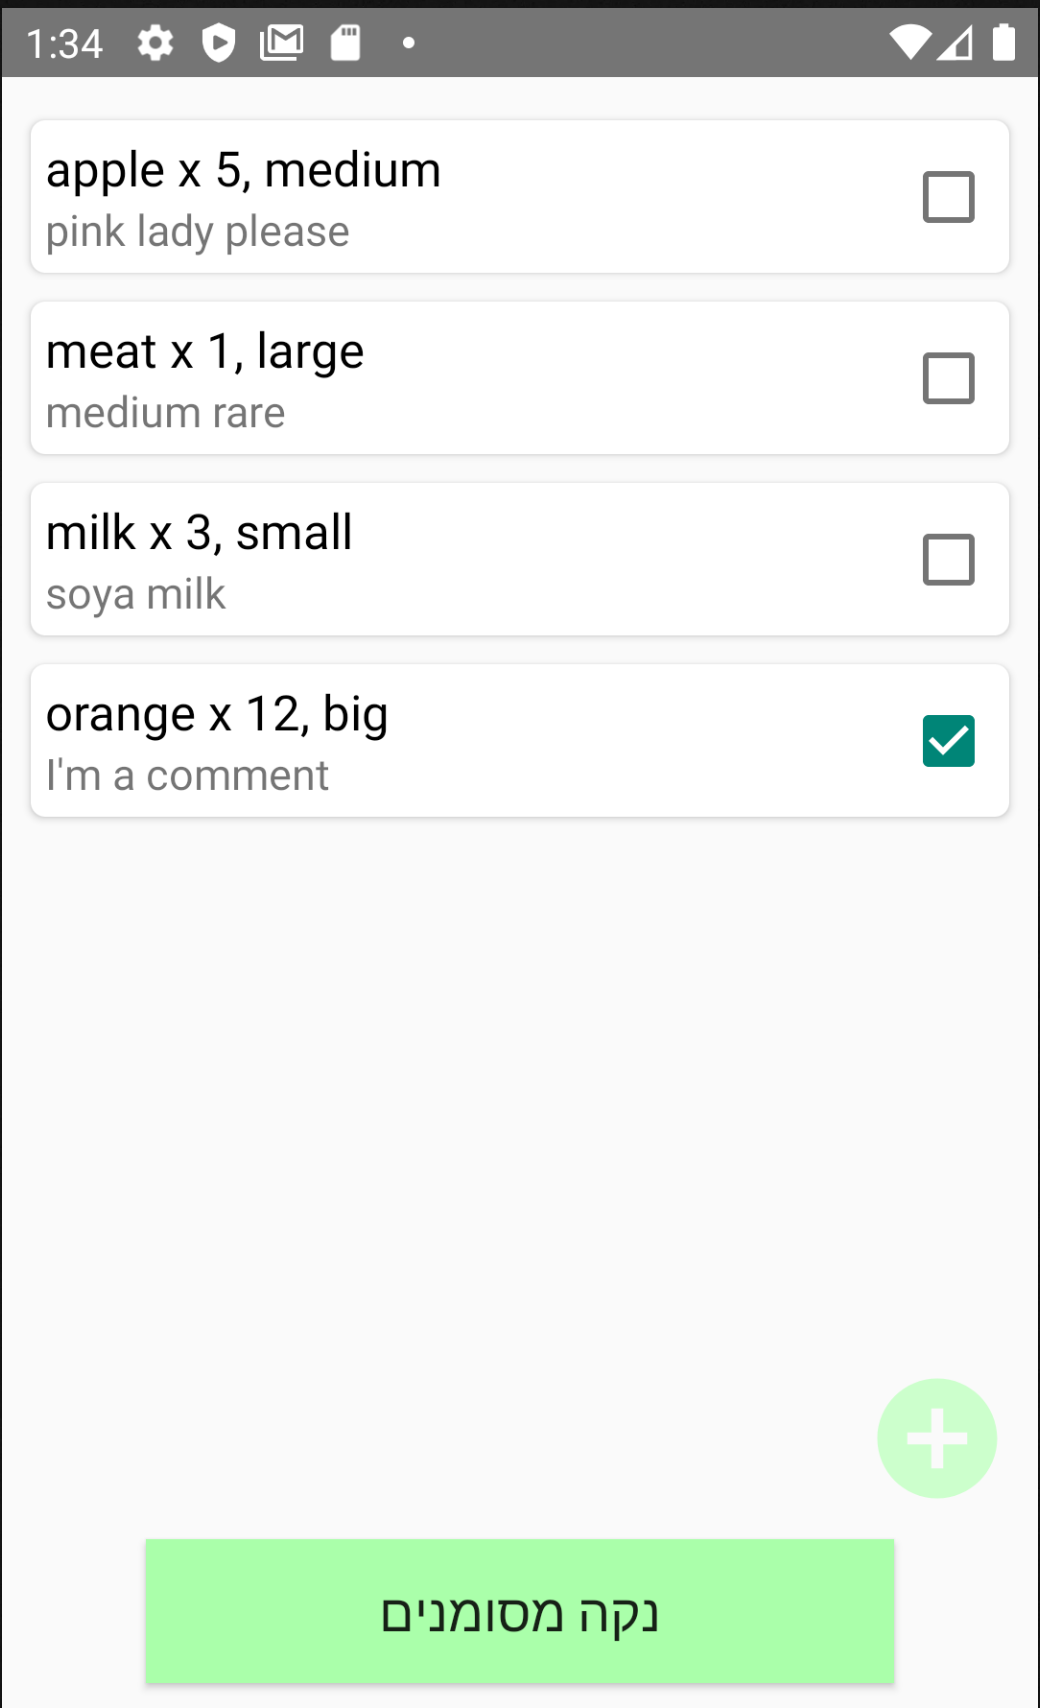 1:34
apple x 5, medium
pink lady please
meat x 1, large
medium rare
milk x 3, small
soya milk
orange x 12, big
I'm a comment
נקה מסומנים